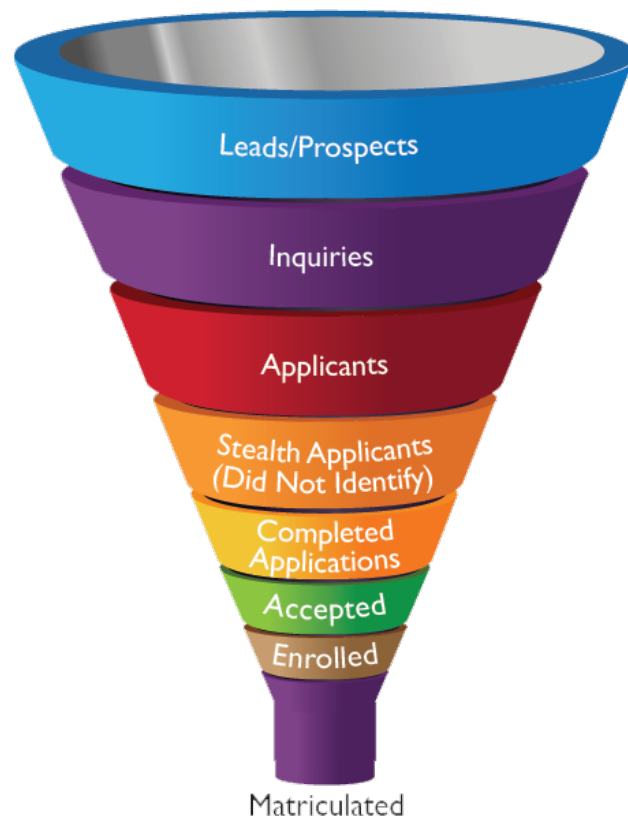 Leads/Prospects
Inquiries
Applicants
Stealth Applicants
(Did Not Identify)
Completed
Applications
Accepted
Enrolled
Matriculated